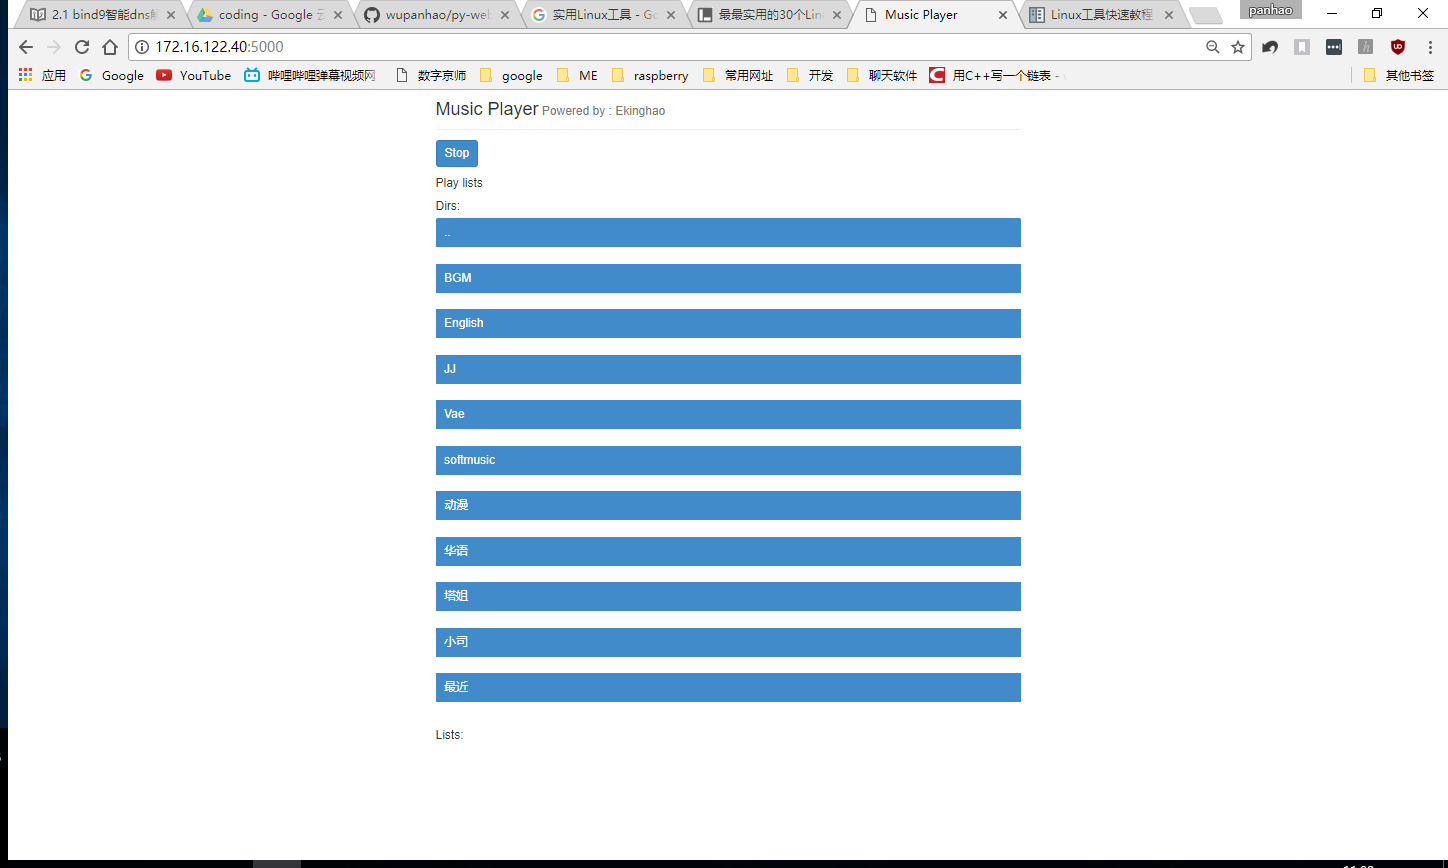 2.1 bind9智能dns
coding - Google
wupanhao/py-web
实用Linux工具 - Go
最最实用的30个Lin
Music Player
Linux工具快速教程
panhao
172.16.122.40:5000
应用
Google
YouTube
哔哩哔哩弹幕视频网
数字京师
google
ME
raspberry
常用网址
开发
聊天软件
用C++写一个链表 -
其他书签
Music Player Powered by : Ekinghao
Stop
Play lists
Dirs:
..
BGM
English
JJ
Vae
softmusic
动漫
华语
塔姐
小司
最近
Lists: